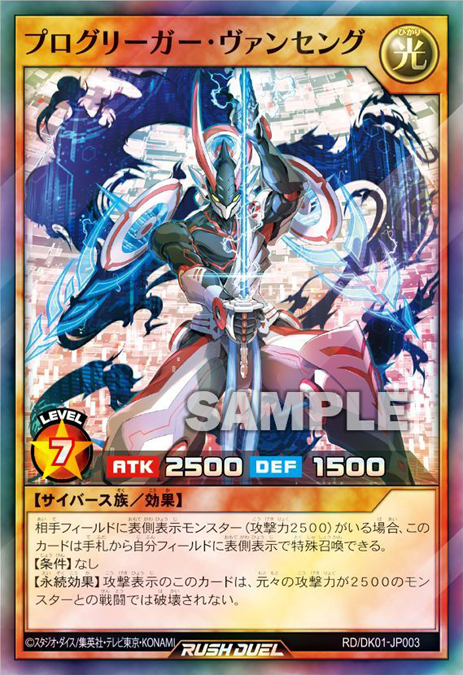 プログリーガー・ヴァンセング
ひかり
光
SAMPLE
LEVEL
7
ATK 2500 DEF 1500
【サイバース族／効果】
相手フィールドに表側表示モンスター(攻撃力2500)がいる場合、この
カードは手札から自分フィールドに表側表示で特殊召喚できる。
【条件】なし
【永続効果】攻撃表示のこのカードは、元々の攻撃力が2500のモン
スターとの戦闘では破壊されない。
©スタジオ・ダイス/集英社・テレビ東京・KONAMI
RUSH DUEL
RD/DK01-JP003